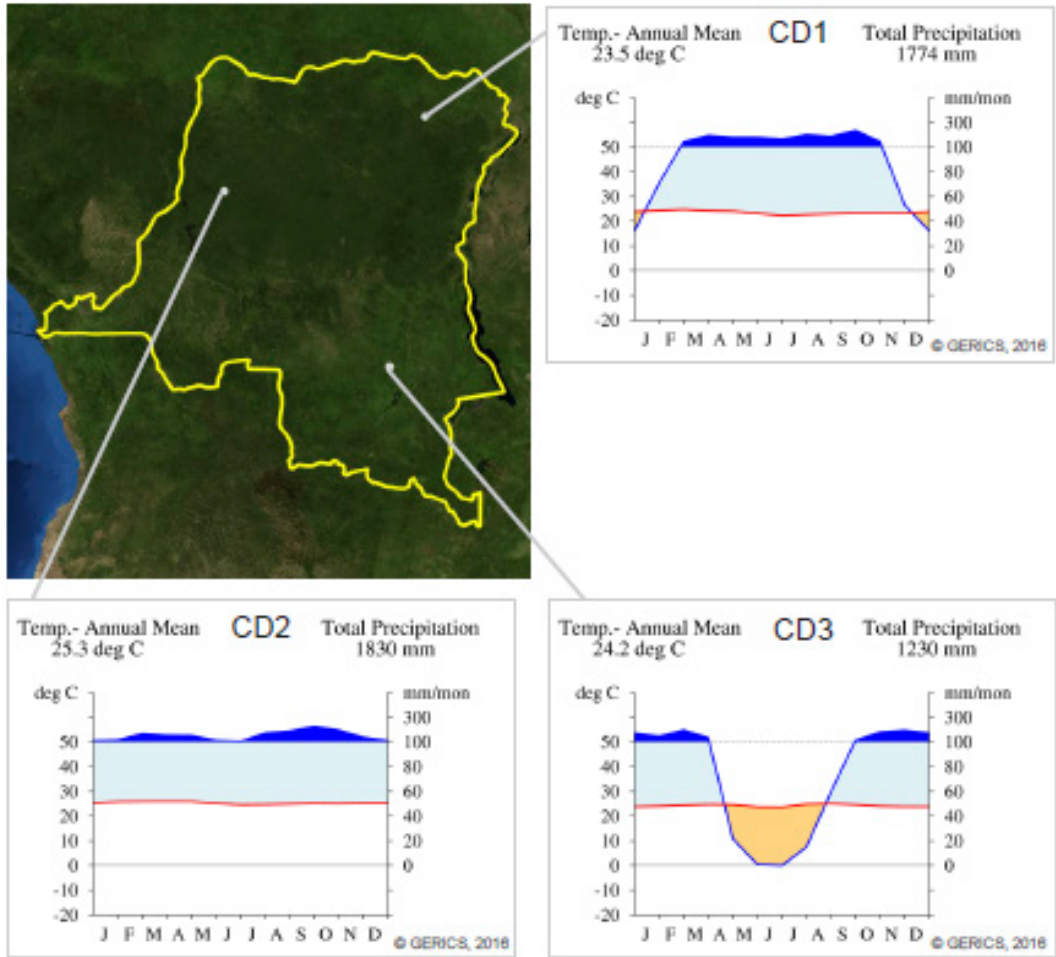 Temp.- Annual Mean CD1 Total Precipitation
23.5 deg C 1774 mm
deg C mm/mon
300
50 100
40 80
30 60
20 40
10 20
0 0
-10
-20
J F M A M J J A S O N D
© GERICS, 2016
Temp.- Annual Mean CD2 Total Precipitation
25.3 deg C 1830 mm
deg C mm/mon
300
50 100
40 80
30 60
20 40
10 20
0 0
-10
-20
J F M A M J J A S O N D
© GERICS, 2016
Temp.- Annual Mean CD3 Total Precipitation
24.2 deg C 1230 mm
deg C mm/mon
300
50 100
40 80
30 60
20 40
10 20
0 0
-10
-20
J F M A M J J A S O N D
© GERICS, 2016